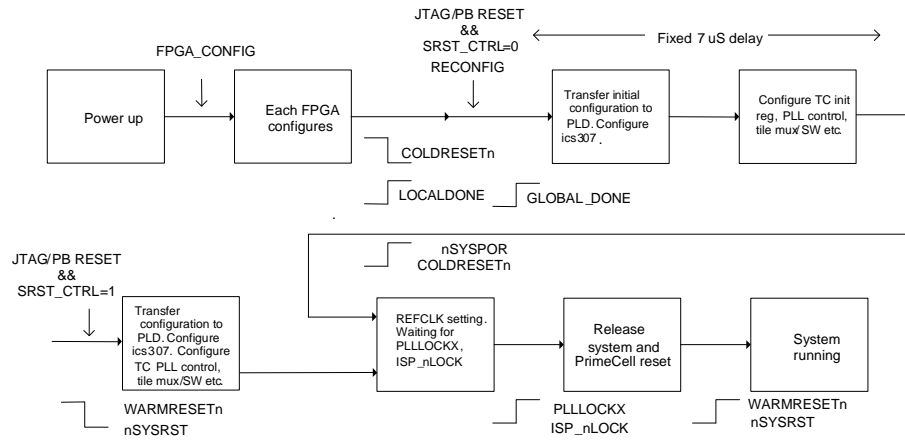 JTAG/PB RESET
&&
SRST_CTRL=0
RECONFIG
Fixed 7 uS delay
FPGA_CONFIG
Power up
Each FPGA
configures
Transfer initial
configuration to
PLD. Configure
ics307 .
Configure TC init
reg, PLL control,
tile mux/SW etc.
COLDRESETn
LOCALDONE
GLOBAL_DONE
nSYSPOR
COLDRESETn
JTAG/PB RESET
&&
SRST_CTRL=1
Transfer
configuration to
PLD. Configure
ics307. Configure
TC PLL control,
tile mux/SW etc.
REFCLK setting.
Waiting for
PLLLOCKX,
ISP_nLOCK
Release
system and
PrimeCell reset
System
running
WARMRESETn
nSYSRST
PLLLOCKX
ISP_nLOCK
WARMRESETn
nSYSRST